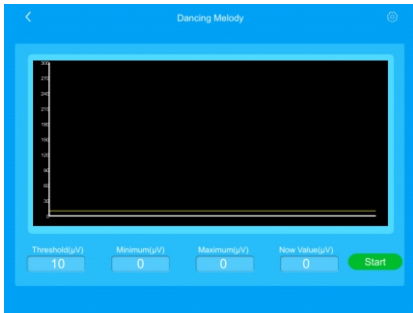 Dancing Melody
300
270
240
210
180
150
120
90
60
30
0
Threshold(μV)
Minimum(μV)
Maximum(μV)
Now Value(μV)
10
0
0
0
Start